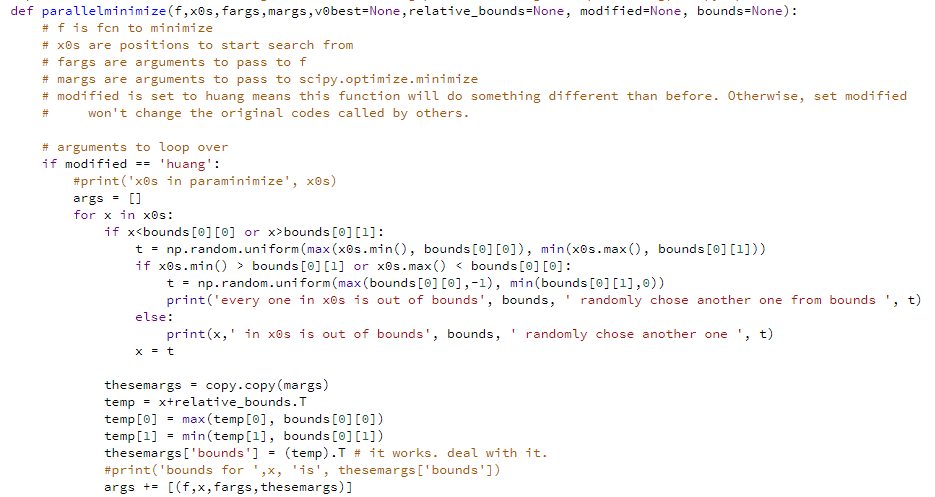 def parallelminimize(f,x0s,fargs,margs,v0best=None,relative_bounds=None, modified=None, bounds=None):
# f is fcn to minimize
# x0s are positions to start search from
# fargs are arguments to pass to f
# margs are arguments to pass to scipy.optimize.minimize
# modified is set to huang means this function will do something different than before. Otherwise, set modified
#     won't change the original codes called by others.
# arguments to loop over
if modified == 'huang':
#print('x0s in paraminimize', x0s)
args = []
for x in x0s:
if x<bounds[0][0] or x>bounds[0][1]:
t = np.random.uniform(max(x0s.min(), bounds[0][0]), min(x0s.max(), bounds[0][1]))
if x0s.min() > bounds[0][1] or x0s.max() < bounds[0][0]:
t = np.random.uniform(max(bounds[0][0],-1), min(bounds[0][1],0))
print('every one in x0s is out of bounds', bounds, ' randomly chose another one from bounds ', t)
else:
print(x,' in x0s is out of bounds', bounds, ' randomly chose another one ', t)
x = t
thesemargs = copy.copy(margs)
temp = x+relative_bounds.T
temp[0] = max(temp[0], bounds[0][0])
temp[1] = min(temp[1], bounds[0][1])
thesemargs['bounds'] = (temp).T # it works. deal with it.
#print('bounds for ',x, 'is', thesemargs['bounds'])
args += [(f,x,fargs,thesemargs)]